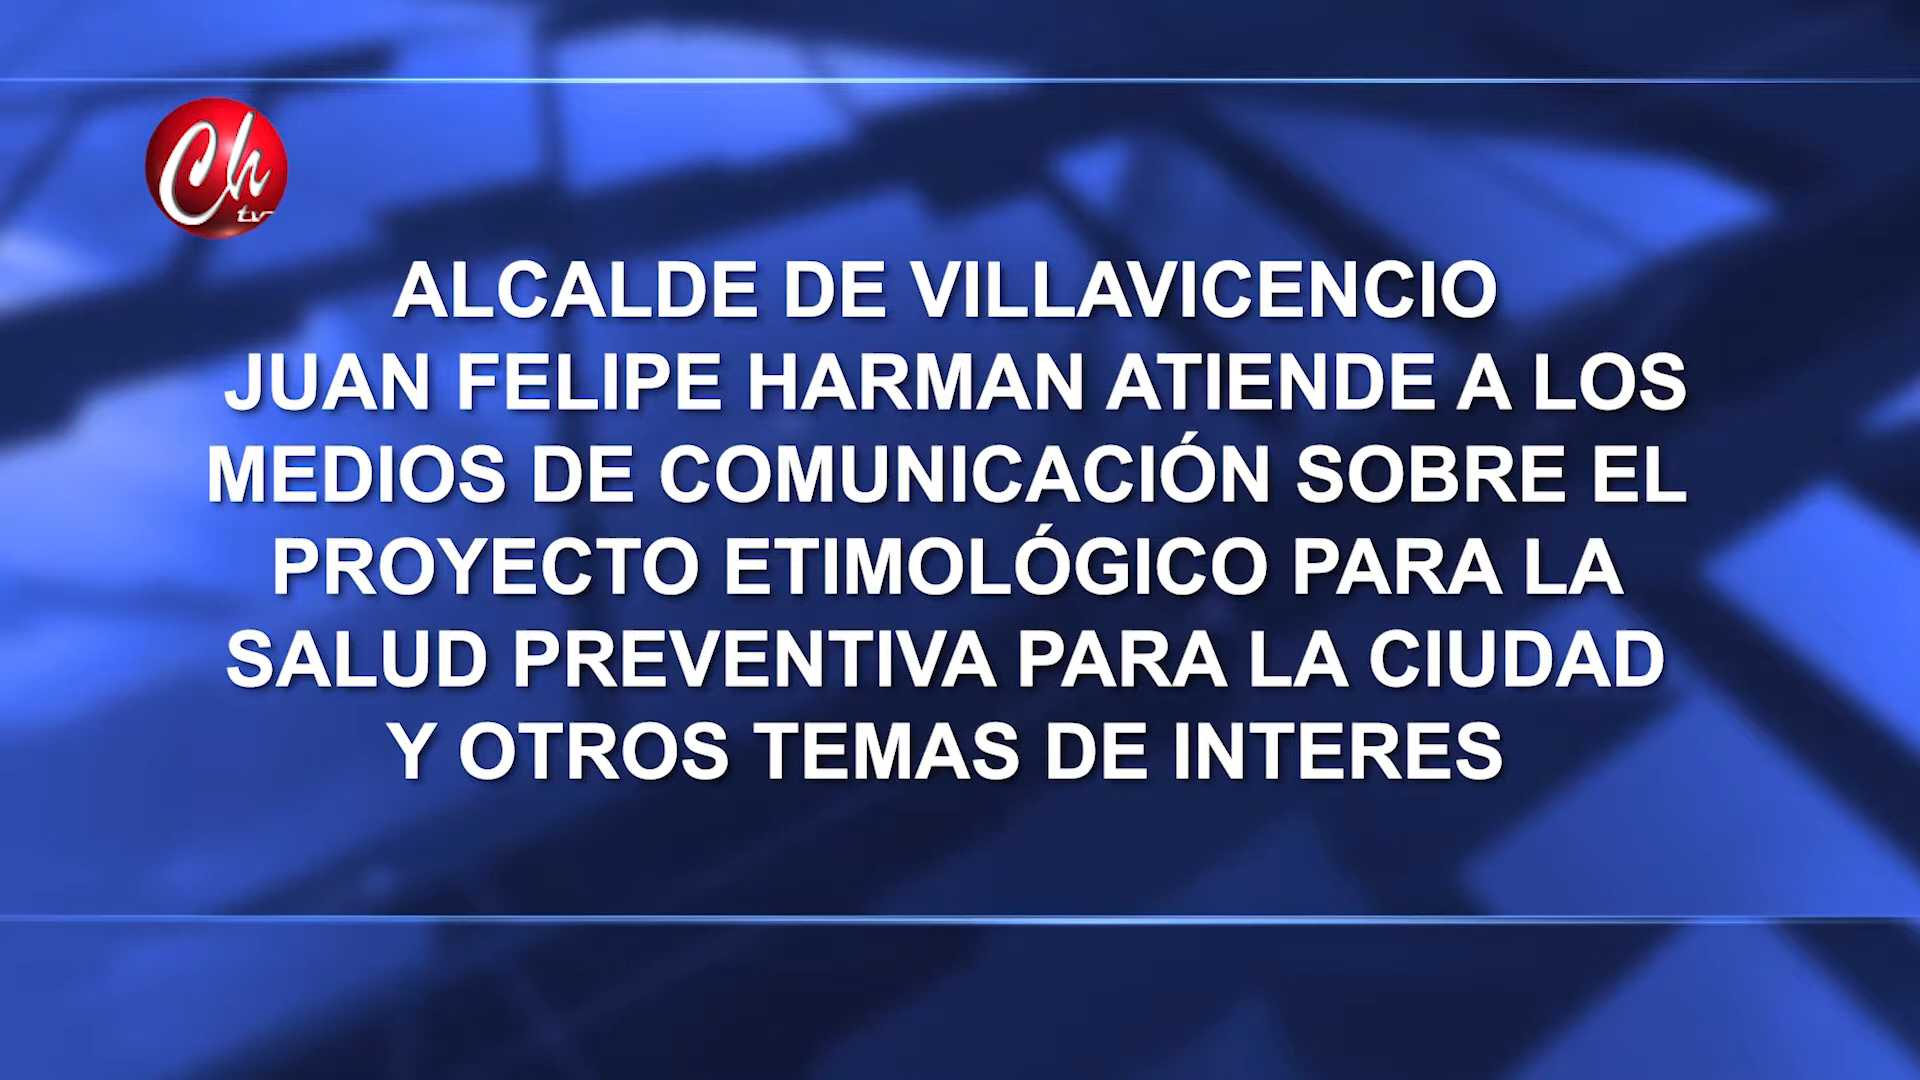 Ch
tv
ALCALDE DE VILLAVICENCIO
JUAN FELIPE HARMAN ATIENDE A LOS
MEDIOS DE COMUNICACIÓN SOBRE EL
PROYECTO ETIMOLÓGICO PARA LA
SALUD PREVENTIVA PARA LA CIUDAD
Y OTROS TEMAS DE INTERES